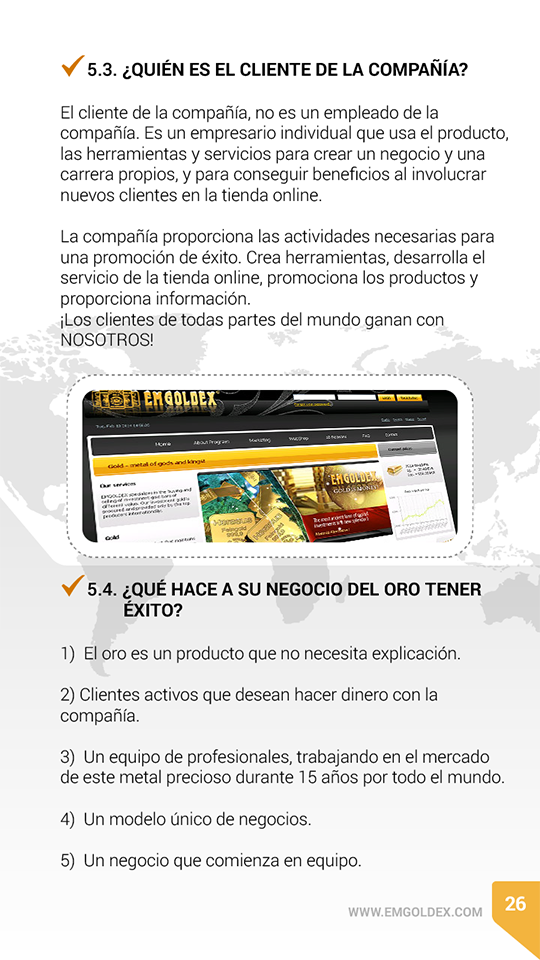 5.3. ¿QUIÉN ES EL CLIENTE DE LA COMPAÑÍA?
El cliente de la compañía, no es un empleado de la
compañía. Es un empresario individual que usa el producto,
las herramientas y servicios para crear un negocio y una
carrera propios, y para conseguir beneficios al involucrar
nuevos clientes en la tienda online.
La compañía proporciona las actividades necesarias para
una promoción de éxito. Crea herramientas, desarrolla el
servicio de la tienda online, promociona los productos y
proporciona información.
¡Los clientes de todas partes del mundo ganan con
NOSOTROS!
EMGOLDEX
Home About Program Marketing FAQ
Gold - metal of gods and kings!
Our services
EMGOLDEX
Gold
5.4. ¿QUÉ HACE A SU NEGOCIO DEL ORO TENER
ÉXITO?
1) El oro es un producto que no necesita explicación.
2) Clientes activos que desean hacer dinero con la
compañía.
3) Un equipo de profesionales, trabajando en el mercado
de este metal precioso durante 15 años por todo el mundo.
4) Un modelo único de negocios.
5) Un negocio que comienza en equipo.
WWW.EMGOLDEX.COM
26